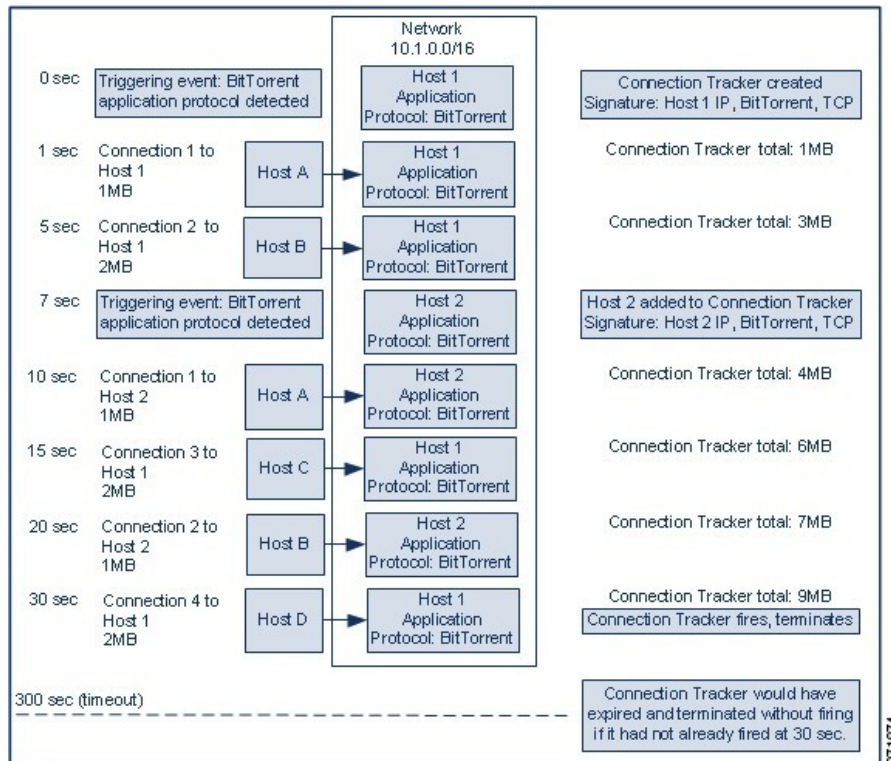 Network
10.1.0.0/16
0 sec
Triggering event: BitTorrent
application protocol detected
Host 1
Application
Protocol: BitTorrent
Connection Tracker created
Signature: Host 1 IP, BitTorrent, TCP
1 sec
Connection 1 to
Host 1
1MB
Host A
Host 1
Application
Protocol: BitTorrent
Connection Tracker total: 1MB
5 sec
Connection 2 to
Host 1
2MB
Host B
Host 1
Application
Protocol: BitTorrent
Connection Tracker total: 3MB
7 sec
Triggering event: BitTorrent
application protocol detected
Host 2
Application
Protocol: BitTorrent
Host 2 added to Connection Tracker
Signature: Host 2 IP, BitTorrent, TCP
10 sec
Connection 1 to
Host 2
1MB
Host A
Host 2
Application
Protocol: BitTorrent
Connection Tracker total: 4MB
15 sec
Connection 3 to
Host 1
2MB
Host C
Host 1
Application
Protocol: BitTorrent
Connection Tracker total: 6MB
20 sec
Connection 2 to
Host 2
1MB
Host B
Host 2
Application
Protocol: BitTorrent
Connection Tracker total: 7MB
30 sec
Connection 4 to
Host 1
2MB
Host D
Host 1
Application
Protocol: BitTorrent
Connection Tracker total: 9MB
Connection Tracker fires, terminates
300 sec (timeout)
Connection Tracker would have
expired and terminated without firing
if it had not already fired at 30 sec.